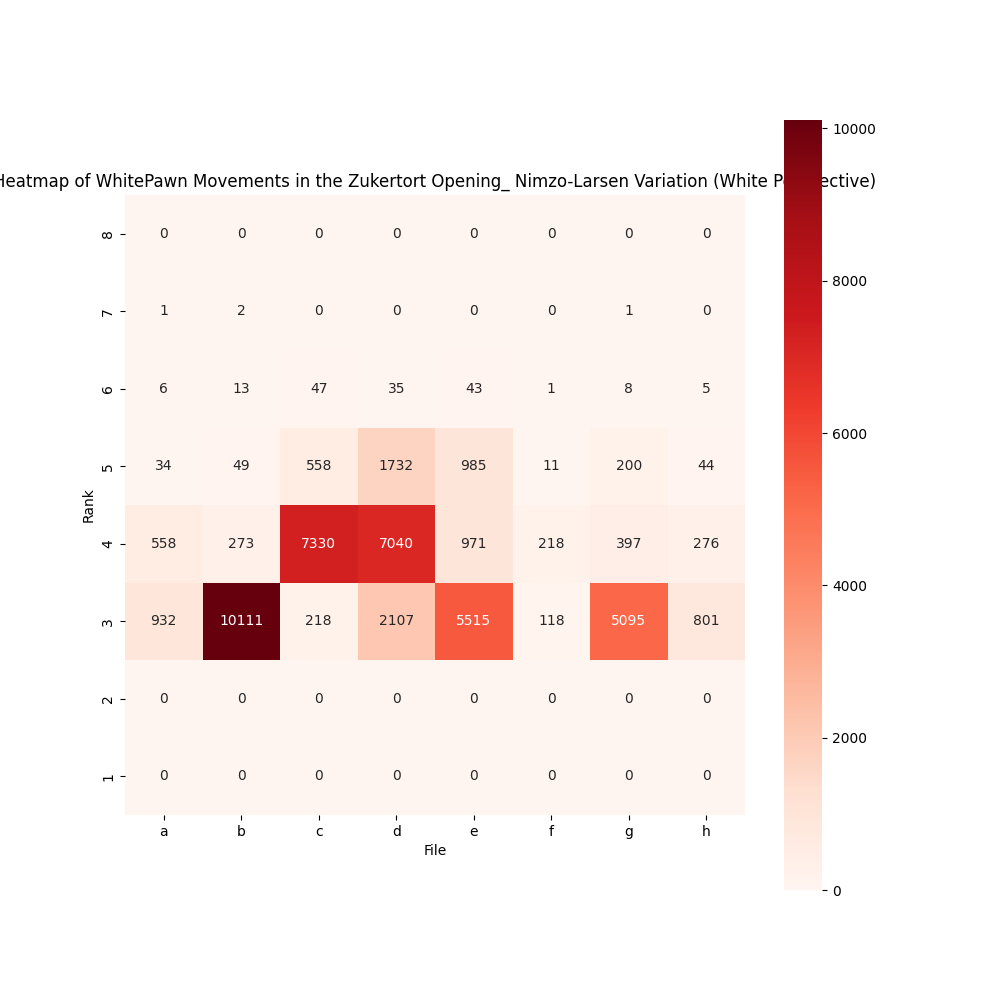 Heatmap of WhitePawn Movements in the Zukertort Opening_ Nimzo-Larsen Variation (White P ective)
10000
8 0 0 0 0 0 0 0 0
8000
7 1 2 0 0 0 0 1 0
6 6 13 47 35 43 1 8 5
6000
5 34 49 558 1732 985 11 200 44
Rank
4 558 273 7330 7040 971 218 397 276
4000
3 932 10111 218 2107 5515 118 5095 801
2 0 0 0 0 0 0 0 0
2000
1 0 0 0 0 0 0 0 0
a b c d e f g h
File
0